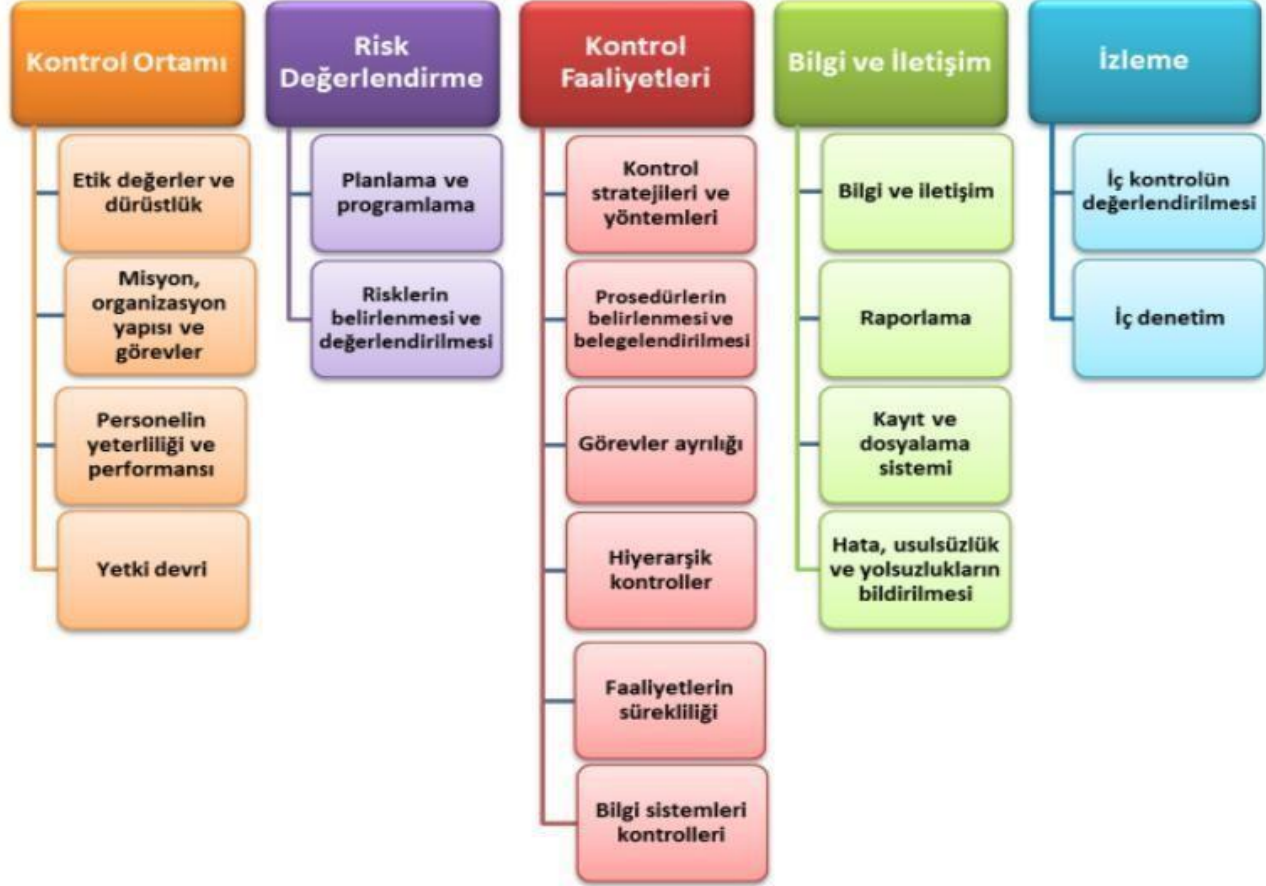 Kontrol Ortamı
Etik değerler ve
dürüstlük
Misyon,
organizasyon
yapısı ve
görevler
Personelin
yeterliliği ve
performansı
Yetki devri
Risk
Değerlendirme
Planlama ve
programlama
Risklerin
belirlenmesi ve
değerlendirilmesi
Kontrol
Faaliyetleri
Kontrol
stratejileri ve
yöntemleri
Prosedürlerin
belirlenmesi ve
belegelendirilmesi
Görevler ayrılığı
Hiyerarşik
kontroller
Faaliyetlerin
sürekliliği
Bilgi sistemleri
kontrolleri
Bilgi ve İletişim
Bilgi ve iletişim
Raporlama
Kayıt ve
dosyalama
sistemi
Hata, usulsüzlük
ve yolsuzlukların
bildirilmesi
İzleme
İç kontrolün
değerlendirilmesi
İç denetim